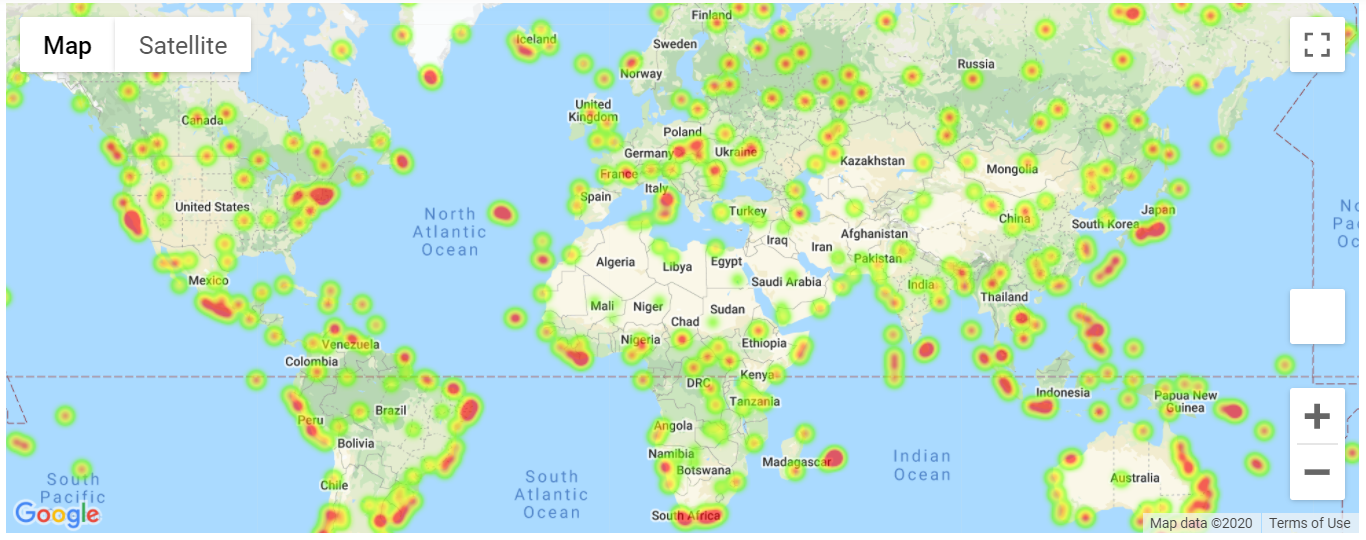 Map
Satellite
Finland
Iceland
Sweden
Norway
Russia
Canada
United
Kingdom
Poland
Germany
Ukraine
Kazakhstan
Mongolia
France
Italy
Spain
United States
North
Atlantic
Ocean
Turkey
China
South Korea
Japan
No
Pa
Oc
Afghanistan
Iraq
Iran
Pakistan
Algeria
Libya
Egypt
Saudi Arabia
India
Mexico
Mali
Niger
Sudan
Chad
Thailand
Nigeria
Ethiopia
Venezuela
Colombia
DRC
Kenya
Indonesia
Papua New
Guinea
Tanzania
Peru
Brazil
Angola
Bolivia
Namibia
Botswana
Madagascar
Indian
Ocean
Australia
South
Pacific
Chile
South
Atlantic
Ocean
South Africa
Google
Map data ©2020
Terms of Use